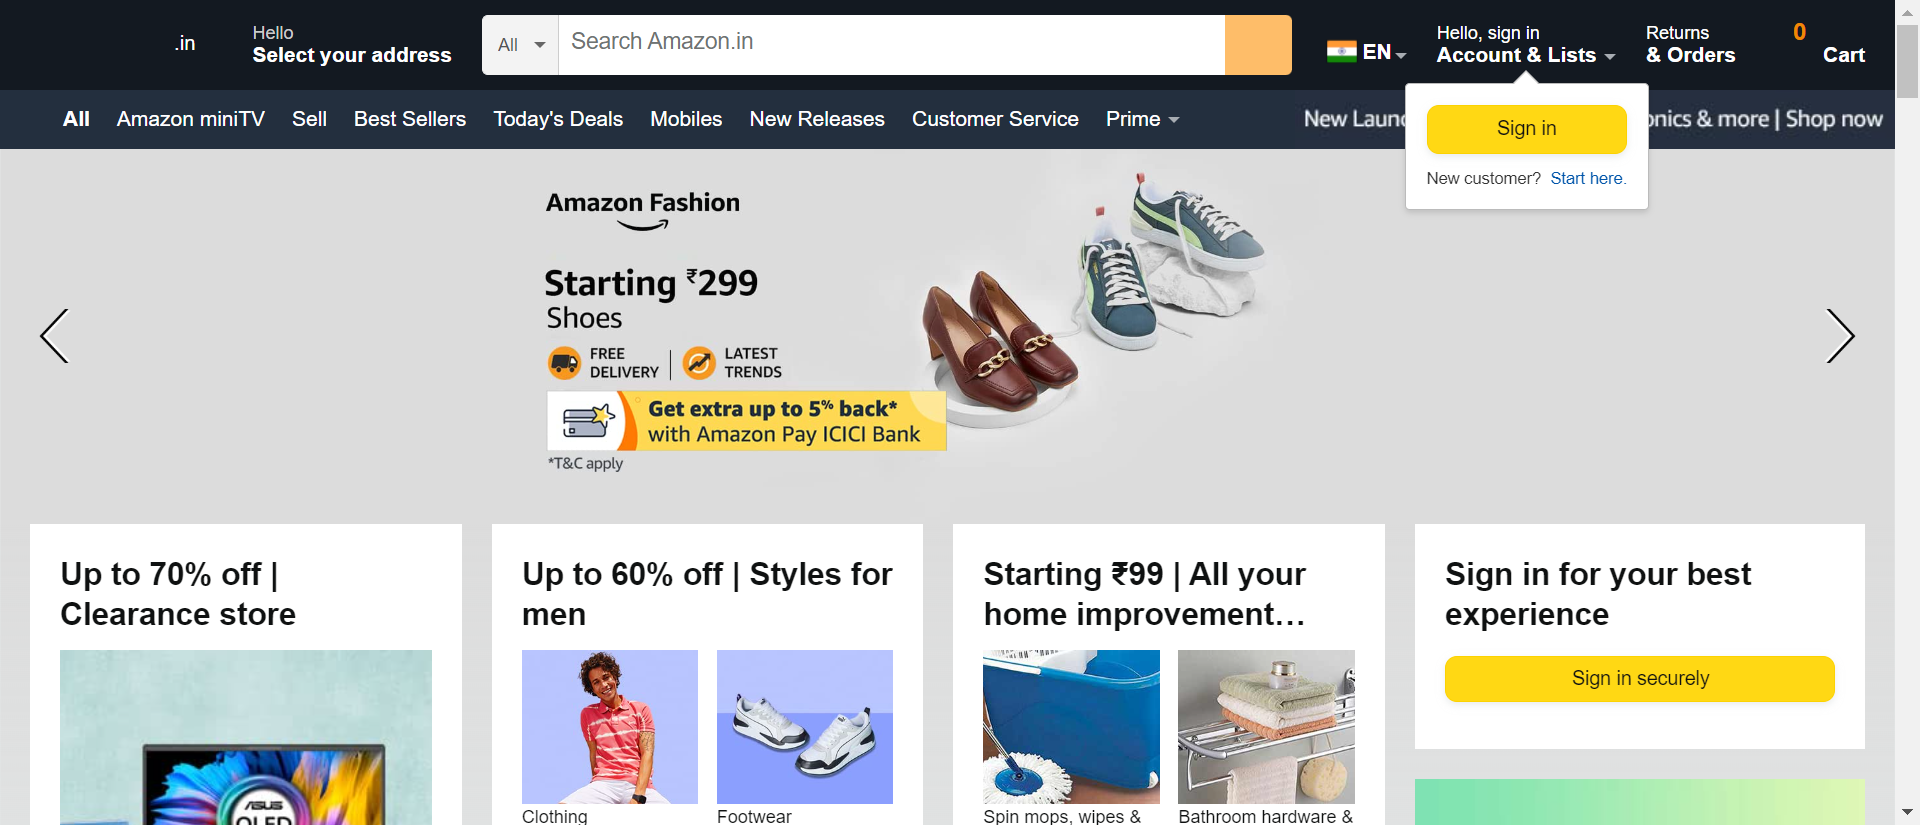 .in
Hello
Select your address
All
Search Amazon.in
EN
Hello, sign in
Account & Lists
Returns
& Orders
0
Cart
All
Amazon miniTV
Sell
Best Sellers
Today's Deals
Mobiles
New Releases
Customer Service
Prime
New Laun
onics & more | Shop now
Sign in
New customer? Start here.
Amazon Fashion
Starting ₹299
Shoes
FREE
DELIVERY
LATEST
TRENDS
Get extra up to 5% back*
with Amazon Pay ICICI Bank
*T&C apply
Up to 70% off |
Clearance store
ASUS
OLED
Up to 60% off | Styles for
men
Clothing
Footwear
Starting ₹99 | All your
home improvement…
Spin mops, wipes &
Bathroom hardware &
Sign in for your best
experience
Sign in securely